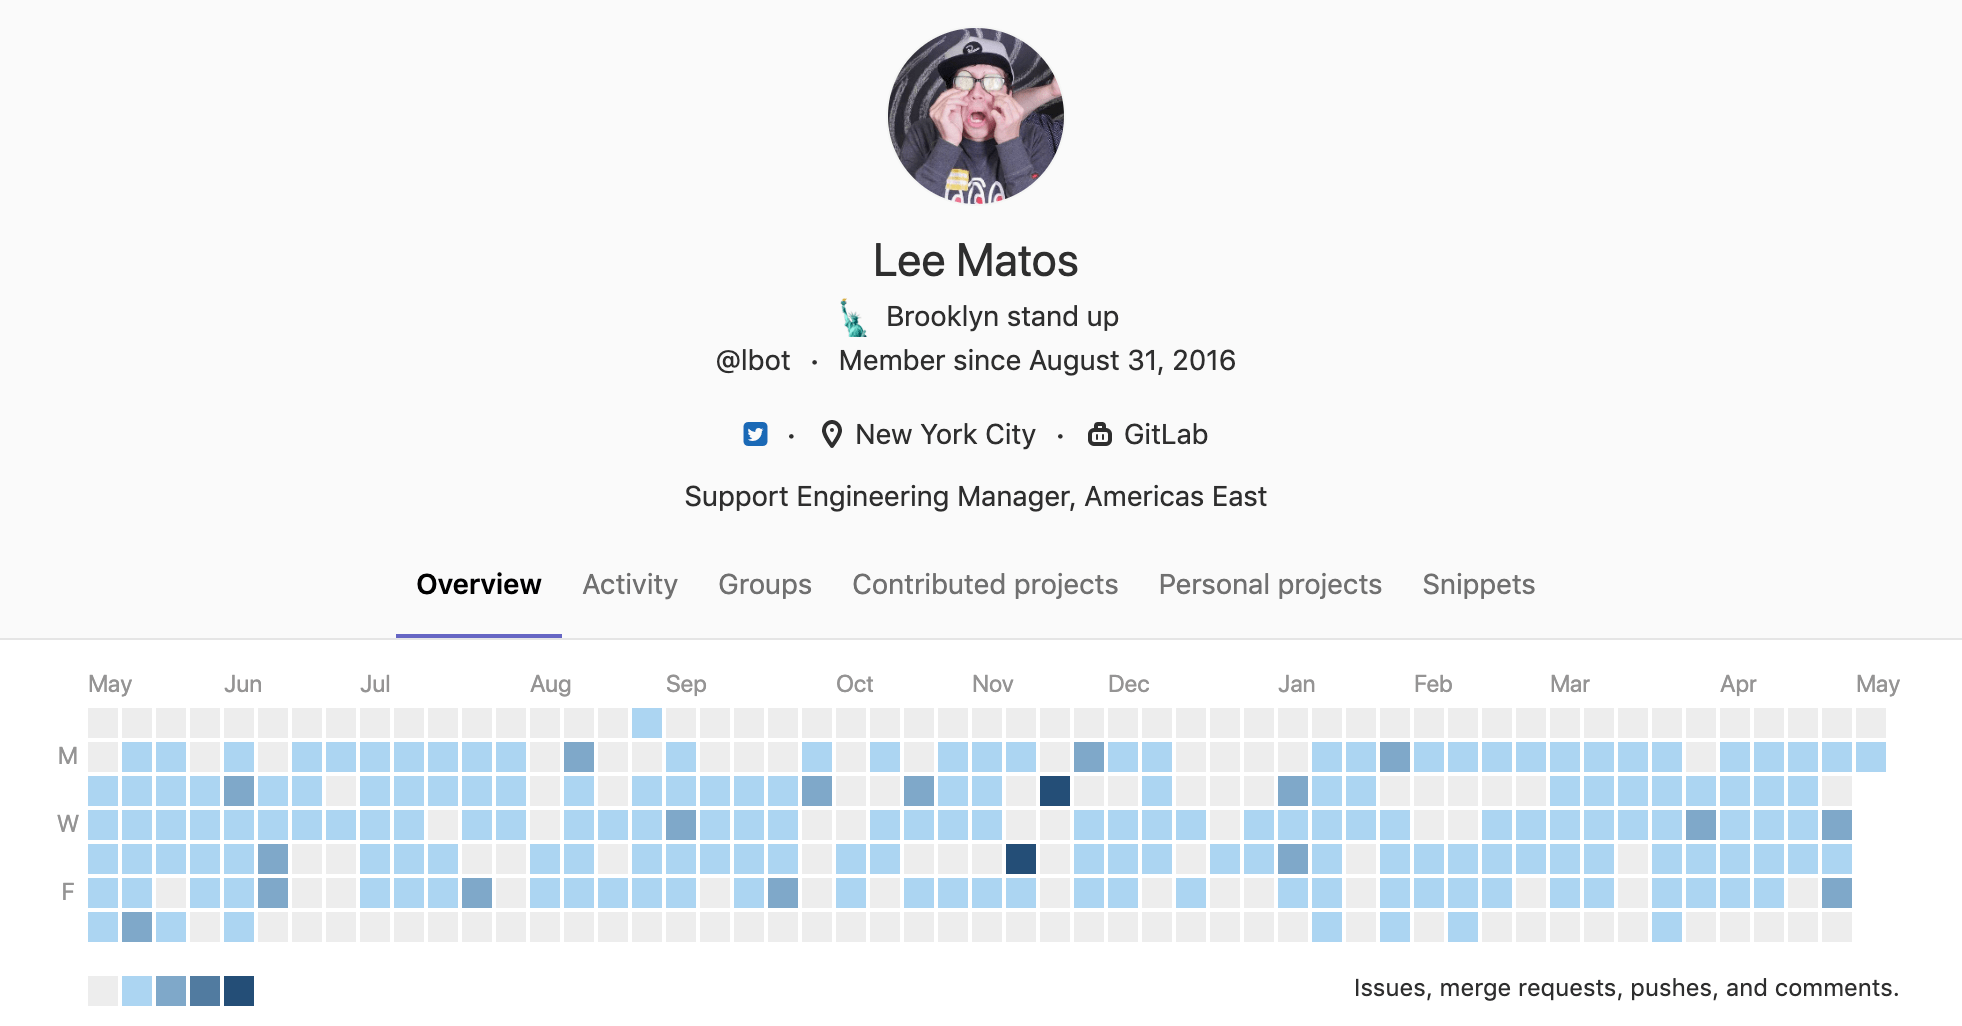 Lee Matos
Brooklyn stand up
@lbot · Member since August 31, 2016
· New York City · GitLab
Support Engineering Manager, Americas East
Overview Activity Groups Contributed projects Personal projects Snippets
May Jun Jul Aug Sep Oct Nov Dec Jan Feb Mar Apr May
M
W
F
Issues, merge requests, pushes, and comments.